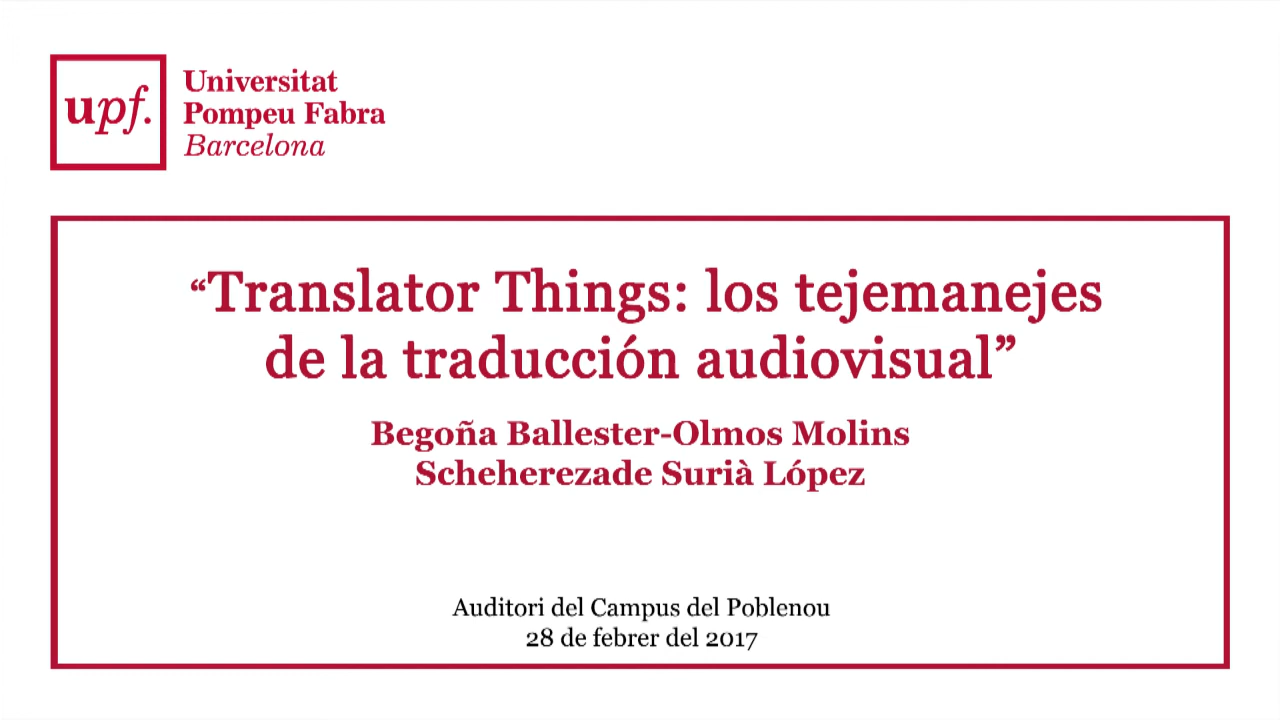 upf.
Universitat
Pompeu Fabra
Barcelona
“Translator Things: los tejemanejes
de la traducción audiovisual”
Begoña Ballester-Olmos Molins
Scheherezade Surià López
Auditori del Campus del Poblenou
28 de febrer del 2017